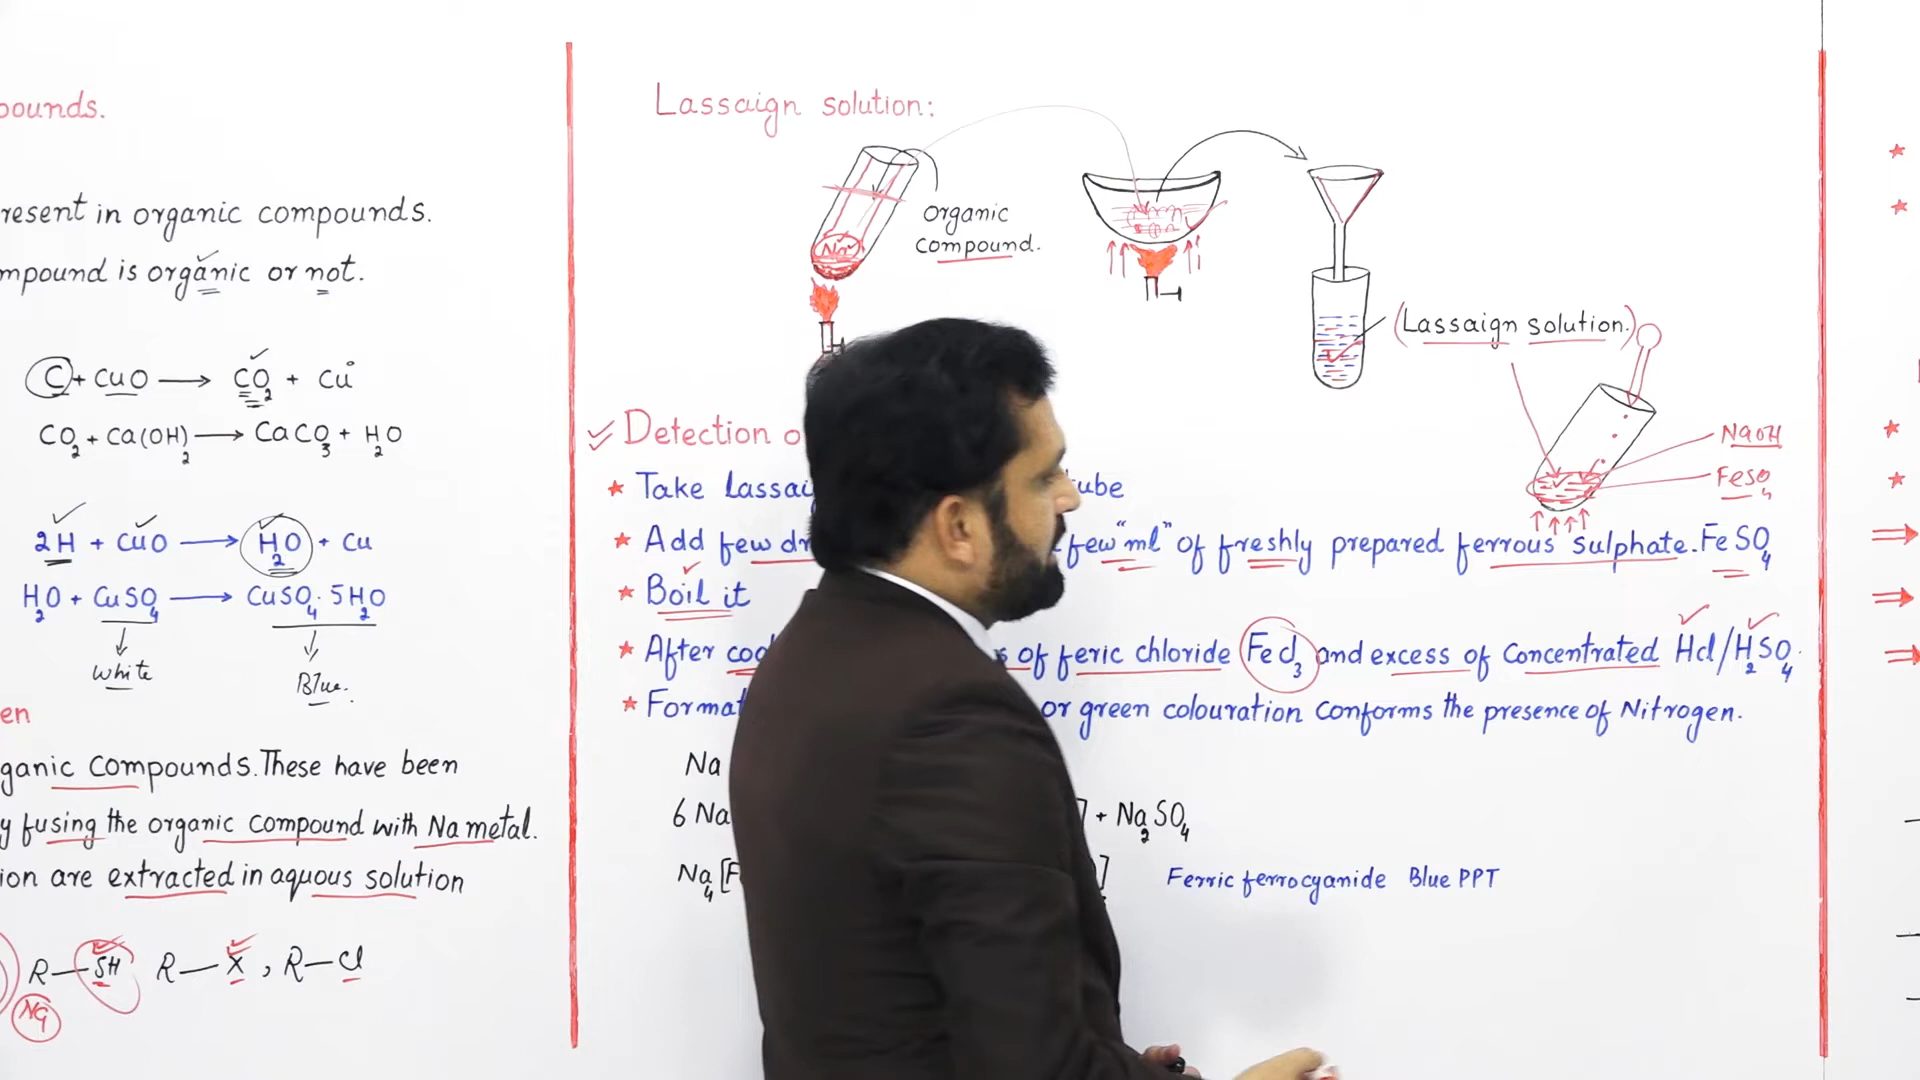 pounds.
resent in organic compounds.
mpound is organic or not.
C + CuO ⟶ CO₂ + Cu°
CO₂ + Ca(OH)₂ ⟶ CaCO₃ + H₂O
2H + CuO ⟶ H₂O + Cu
H₂O + CuSO₄ ⟶ CuSO₄·5H₂O
White
Blue.
en
ganic compounds. These have been
y fusing the organic compound with Na metal.
ion are extracted in aquous solution
R—SH R—X, R—Cl
Lassaign solution:
Na
organic
compound.
(Lassaign solution.)
NaOH
FeSO₄
Detection o
Take Lassai tube
Add few dr few "ml" of freshly prepared ferrous sulphate. FeSO₄
Boil it
After coo s of feric chloride FeCl₃ and excess of Concentrated HCl/H₂SO₄.
Format or green colouration conforms the presence of Nitrogen.
Na
6 Na ] + Na₂SO₄
Na₄[F ] Ferric ferrocyanide Blue PPT